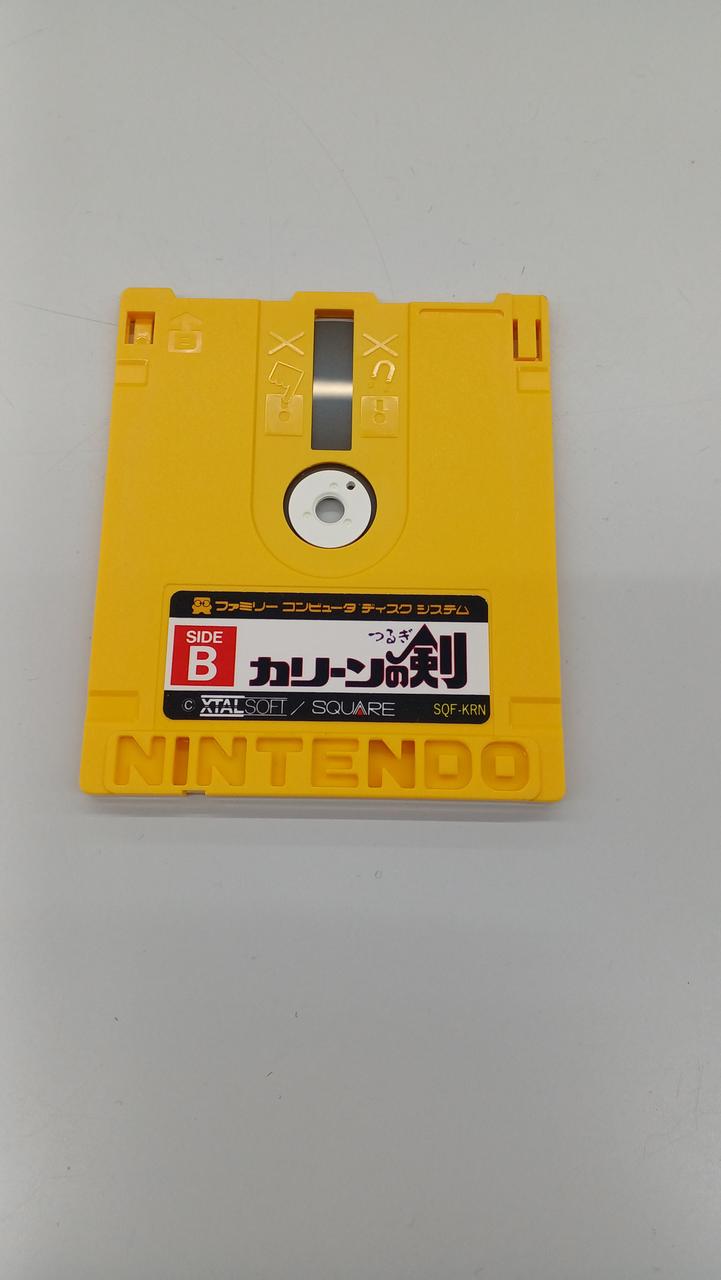 B
ファミリー コンピュータ ディスク システム
SIDE
B
つるぎ
カリーンの剣
© XTALSOFT / SQUARE SQF-KRN
NINTENDO